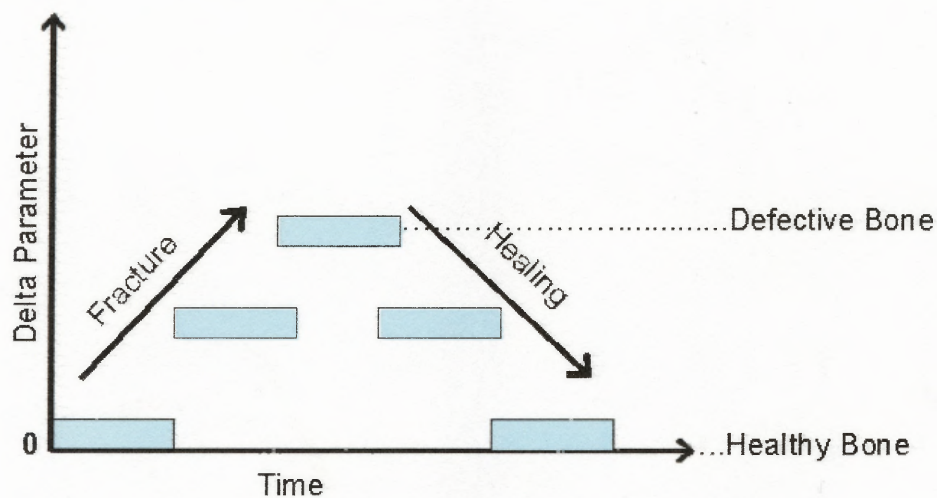 Delta Parameter
Fracture
Healing
Defective Bone
0
Healthy Bone
Time